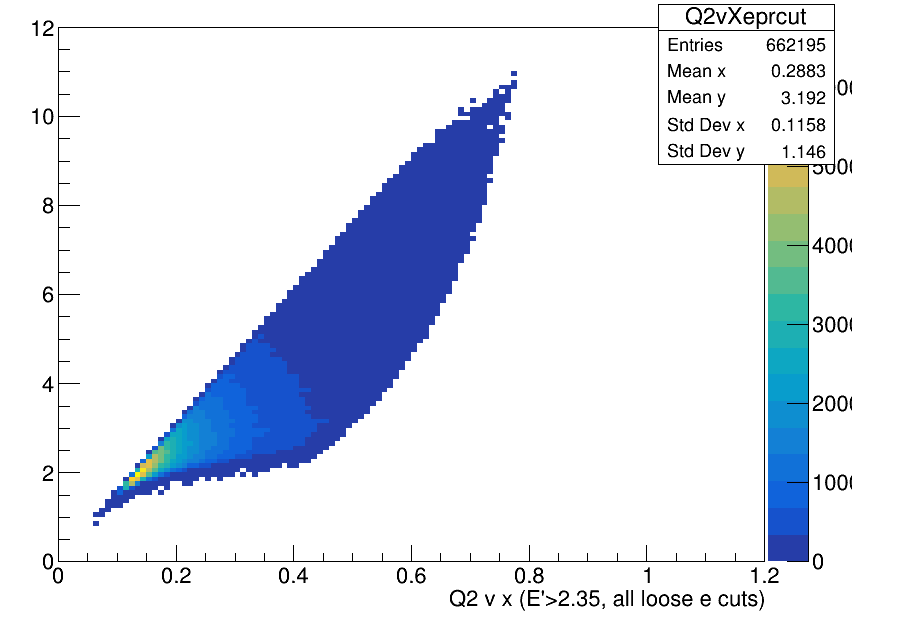 Q2vXeprcut
Entries 662195
Mean x 0.2883
Mean y 3.192
Std Dev x 0.1158
Std Dev y 1.146
12
10
8
6
4
2
0
0 0.2 0.4 0.6 0.8 1 1.2
5000
4000
3000
2000
1000
0
Q2 v x (E'>2.35, all loose e cuts)